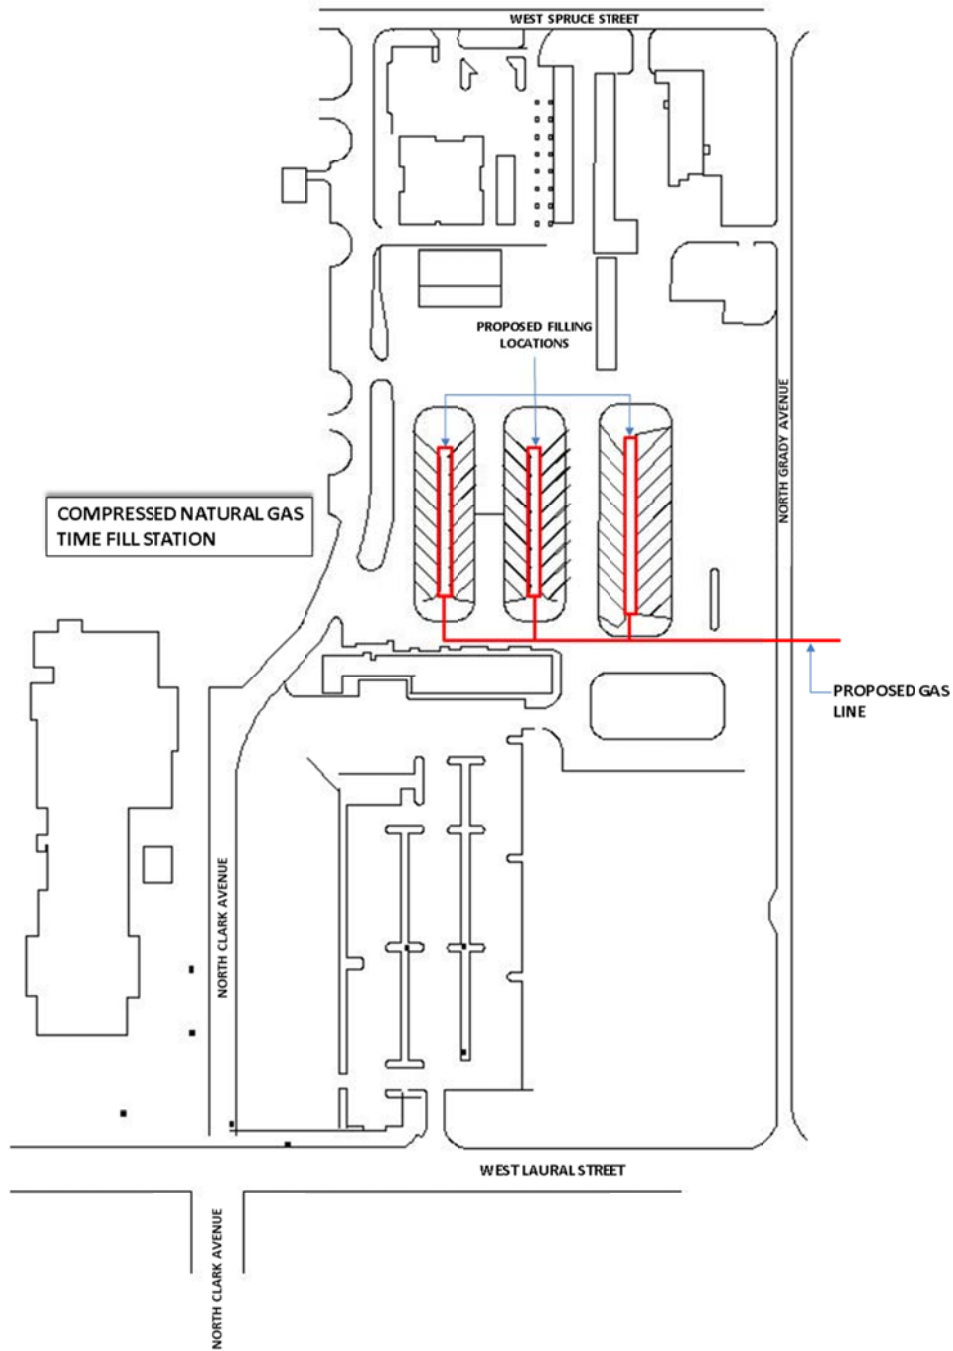 WEST SPRUCE STREET
PROPOSED FILLING
LOCATIONS
NORTH GRADY AVENUE
COMPRESSED NATURAL GAS
TIME FILL STATION
PROPOSED GAS
LINE
NORTH CLARK AVENUE
WEST LAURAL STREET
NORTH CLARK AVENUE